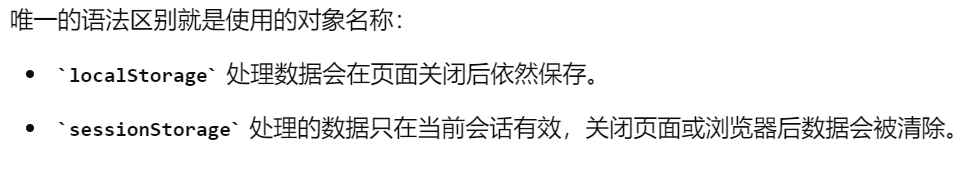 唯一的语法区别就是使用的对象名称：
• `localStorage` 处理数据会在页面关闭后依然保存。
• `sessionStorage` 处理的数据只在当前会话有效，关闭页面或浏览器后数据会被清除。